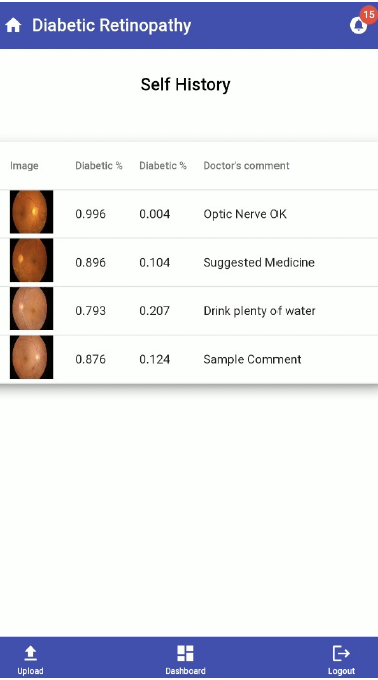 Diabetic Retinopathy
15
Self History
Image Diabetic % Diabetic % Doctor's comment
0.996 0.004 Optic Nerve OK
0.896 0.104 Suggested Medicine
0.793 0.207 Drink plenty of water
0.876 0.124 Sample Comment
Upload Dashboard Logout